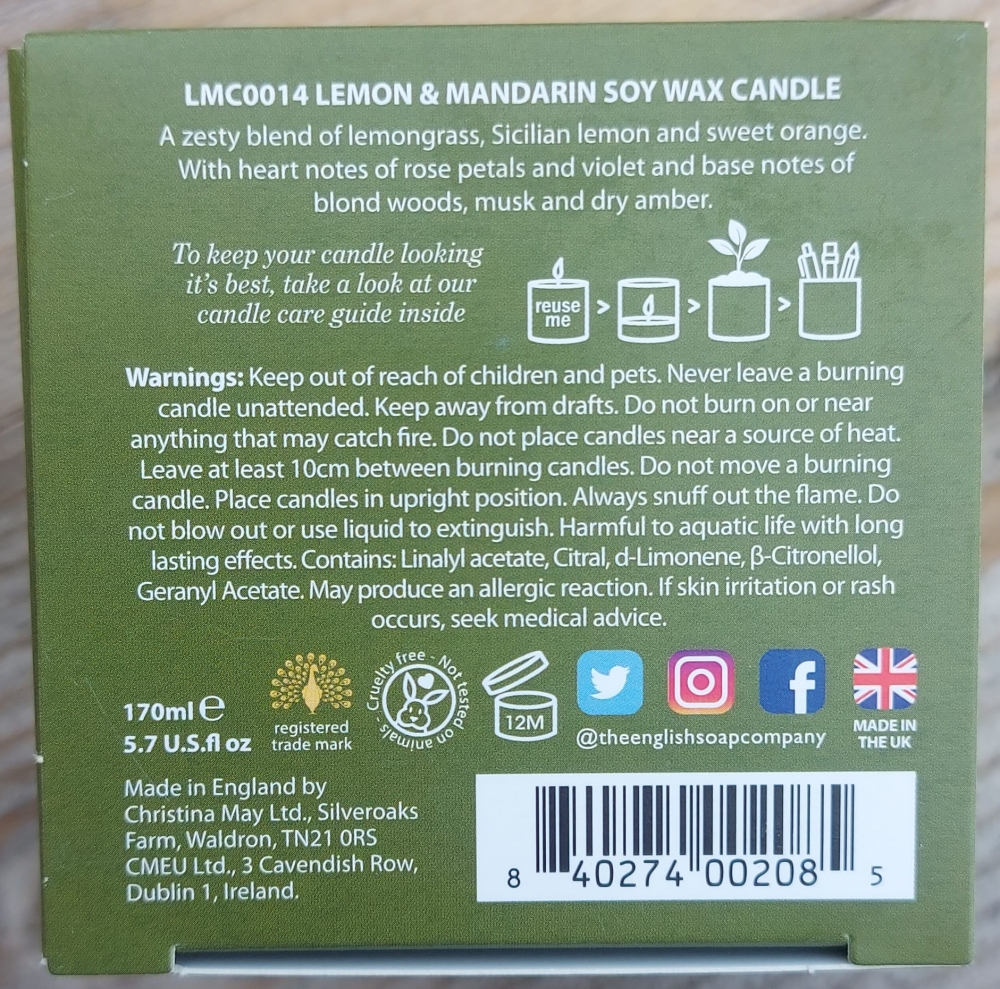 LMC0014 LEMON & MANDARIN SOY WAX CANDLE
A zesty blend of lemongrass, Sicilian lemon and sweet orange.
With heart notes of rose petals and violet and base notes of
blond woods, musk and dry amber.
To keep your candle looking
it's best, take a look at our
candle care guide inside
reuse
me
>
>
>
Warnings: Keep out of reach of children and pets. Never leave a burning
candle unattended. Keep away from drafts. Do not burn on or near
anything that may catch fire. Do not place candles near a source of heat.
Leave at least 10cm between burning candles. Do not move a burning
candle. Place candles in upright position. Always snuff out the flame. Do
not blow out or use liquid to extinguish. Harmful to aquatic life with long
lasting effects. Contains: Linalyl acetate, Citral, d-Limonene, β-Citronellol,
Geranyl Acetate. May produce an allergic reaction. If skin irritation or rash
occurs, seek medical advice.
170ml ℮
5.7 U.S.fl oz
registered
trade mark
Cruelty free - Not tested on animals -
12M
@theenglishsoapcompany
MADE IN
THE UK
Made in England by
Christina May Ltd., Silveroaks
Farm, Waldron, TN21 0RS
CMEU Ltd., 3 Cavendish Row,
Dublin 1, Ireland.
8 40274 00208 5